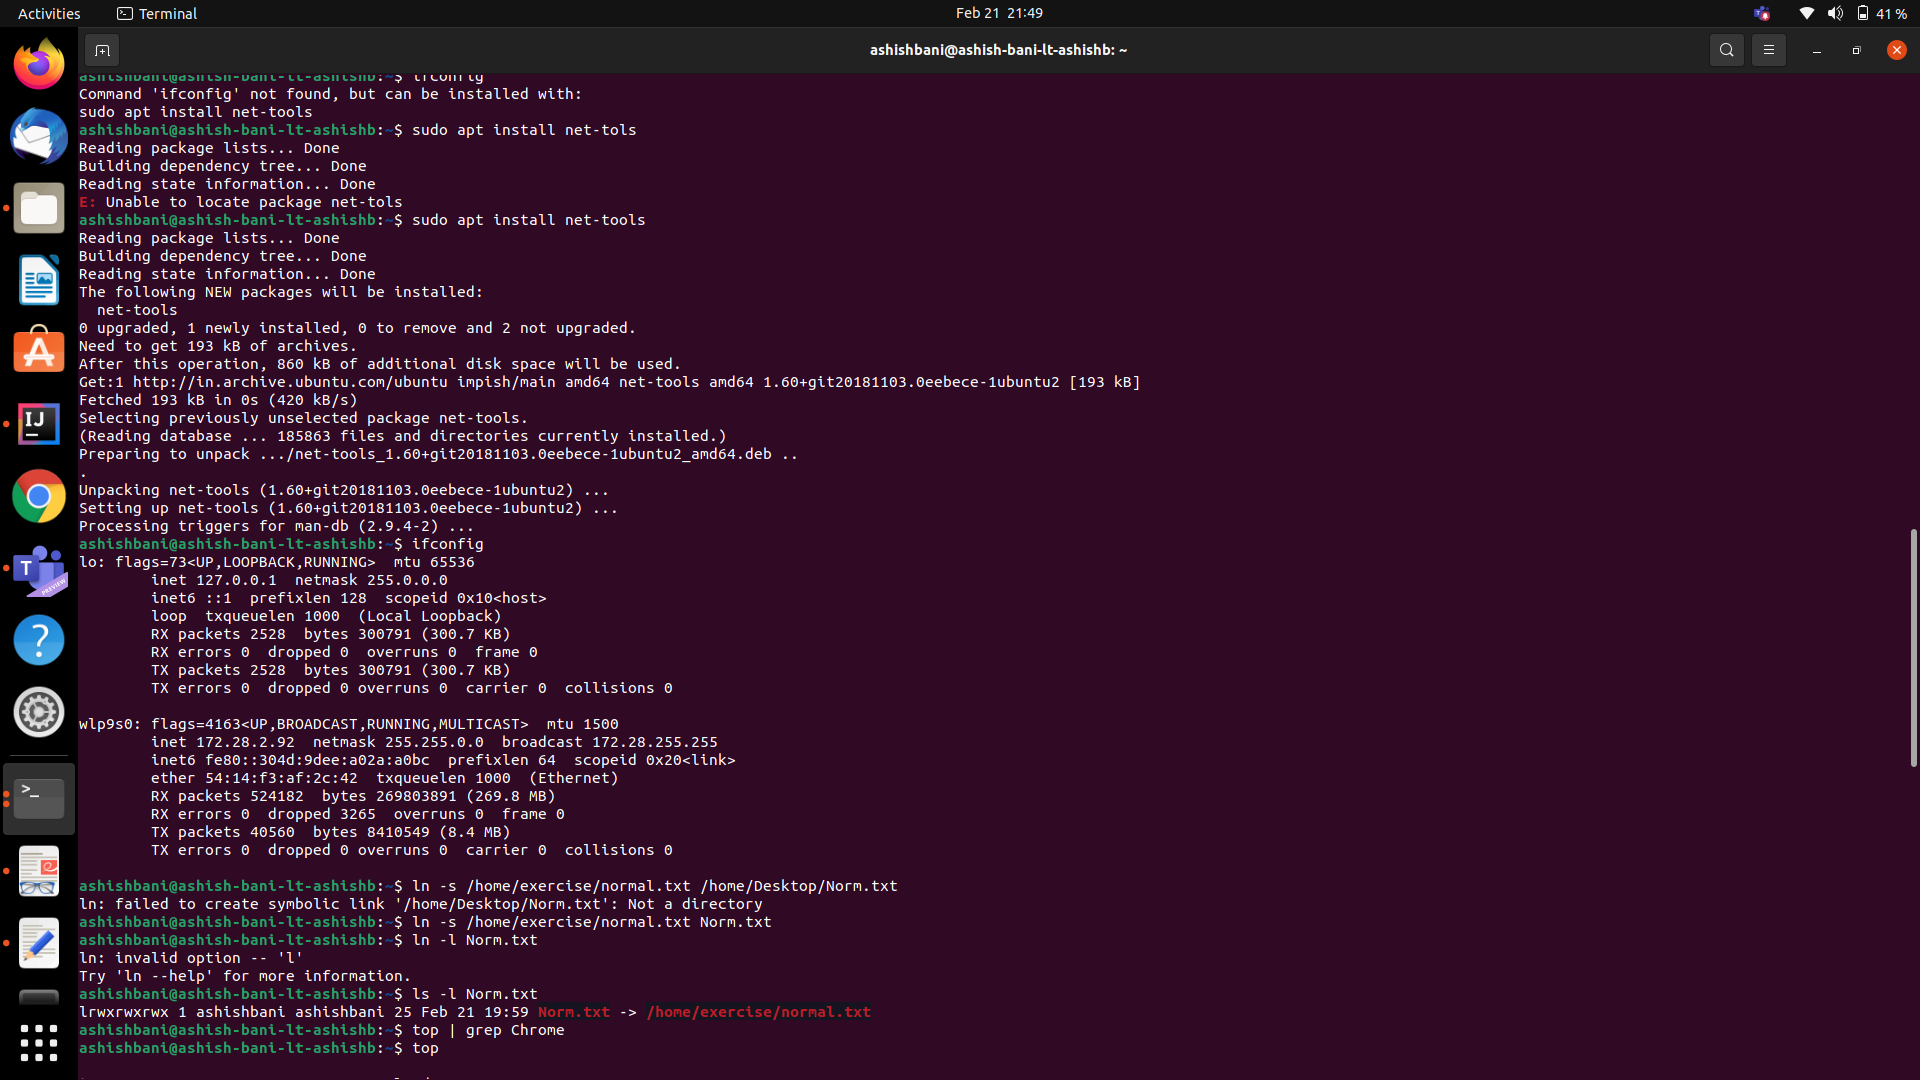 Activities
Terminal
Feb 21 21:49
41 %
ashishbani@ashish-bani-lt-ashishb: ~
ashishbani@ashish-bani-lt-ashishb:~$ ifconfig
Command 'ifconfig' not found, but can be installed with:
sudo apt install net-tools
ashishbani@ashish-bani-lt-ashishb:~$ sudo apt install net-tols
Reading package lists... Done
Building dependency tree... Done
Reading state information... Done
E: Unable to locate package net-tols
ashishbani@ashish-bani-lt-ashishb:~$ sudo apt install net-tools
Reading package lists... Done
Building dependency tree... Done
Reading state information... Done
The following NEW packages will be installed:
  net-tools
0 upgraded, 1 newly installed, 0 to remove and 2 not upgraded.
Need to get 193 kB of archives.
After this operation, 860 kB of additional disk space will be used.
Get:1 http://in.archive.ubuntu.com/ubuntu impish/main amd64 net-tools amd64 1.60+git20181103.0eebece-1ubuntu2 [193 kB]
Fetched 193 kB in 0s (420 kB/s)
Selecting previously unselected package net-tools.
(Reading database ... 185863 files and directories currently installed.)
Preparing to unpack .../net-tools_1.60+git20181103.0eebece-1ubuntu2_amd64.deb ..
.
Unpacking net-tools (1.60+git20181103.0eebece-1ubuntu2) ...
Setting up net-tools (1.60+git20181103.0eebece-1ubuntu2) ...
Processing triggers for man-db (2.9.4-2) ...
ashishbani@ashish-bani-lt-ashishb:~$ ifconfig
lo: flags=73<UP,LOOPBACK,RUNNING>  mtu 65536
        inet 127.0.0.1  netmask 255.0.0.0
        inet6 ::1  prefixlen 128  scopeid 0x10<host>
        loop  txqueuelen 1000  (Local Loopback)
        RX packets 2528  bytes 300791 (300.7 KB)
        RX errors 0  dropped 0  overruns 0  frame 0
        TX packets 2528  bytes 300791 (300.7 KB)
        TX errors 0  dropped 0 overruns 0  carrier 0  collisions 0
wlp9s0: flags=4163<UP,BROADCAST,RUNNING,MULTICAST>  mtu 1500
        inet 172.28.2.92  netmask 255.255.0.0  broadcast 172.28.255.255
        inet6 fe80::304d:9dee:a02a:a0bc  prefixlen 64  scopeid 0x20<link>
        ether 54:14:f3:af:2c:42  txqueuelen 1000  (Ethernet)
        RX packets 524182  bytes 269803891 (269.8 MB)
        RX errors 0  dropped 3265  overruns 0  frame 0
        TX packets 40560  bytes 8410549 (8.4 MB)
        TX errors 0  dropped 0 overruns 0  carrier 0  collisions 0
ashishbani@ashish-bani-lt-ashishb:~$ ln -s /home/exercise/normal.txt /home/Desktop/Norm.txt
ln: failed to create symbolic link '/home/Desktop/Norm.txt': Not a directory
ashishbani@ashish-bani-lt-ashishb:~$ ln -s /home/exercise/normal.txt Norm.txt
ashishbani@ashish-bani-lt-ashishb:~$ ln -l Norm.txt
ln: invalid option -- 'l'
Try 'ln --help' for more information.
ashishbani@ashish-bani-lt-ashishb:~$ ls -l Norm.txt
lrwxrwxrwx 1 ashishbani ashishbani 25 Feb 21 19:59 Norm.txt -> /home/exercise/normal.txt
ashishbani@ashish-bani-lt-ashishb:~$ top | grep Chrome
ashishbani@ashish-bani-lt-ashishb:~$ top
IJ
T
PREVIEW
?
>_